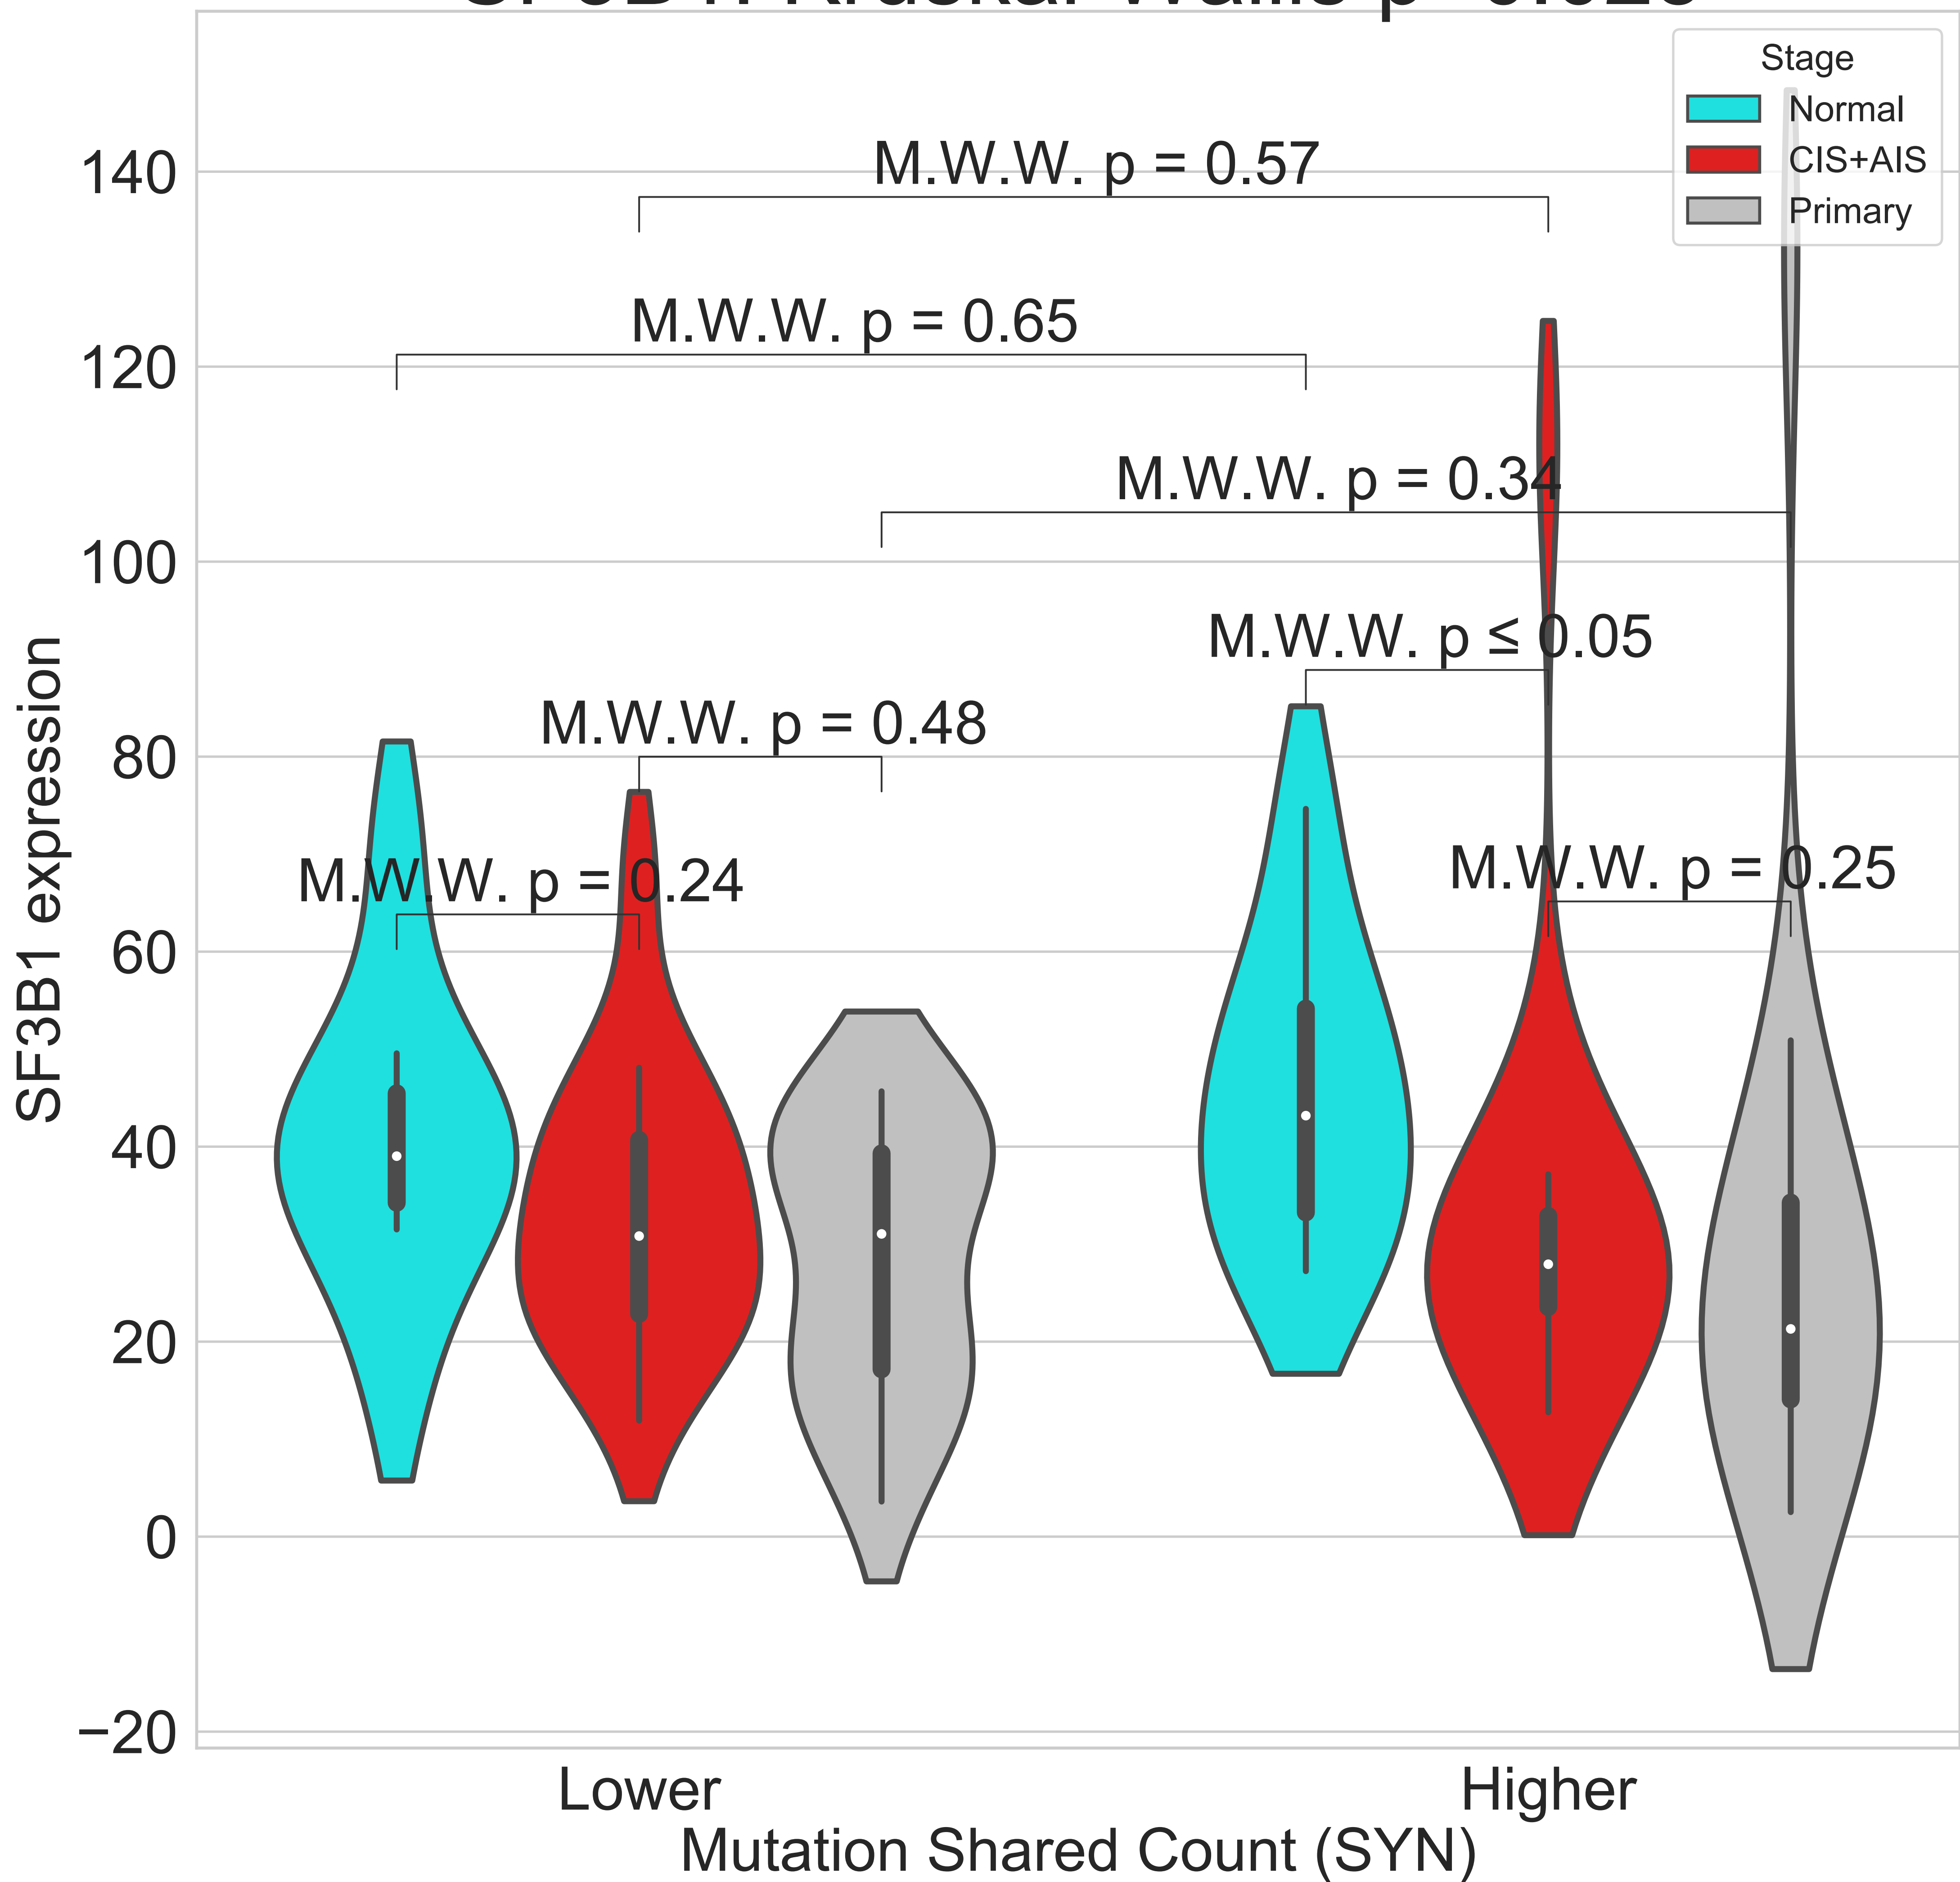 Stage
Normal
CIS+AIS
Primary
140
120
100
80
60
40
20
0
−20
SF3B1 expression
M.W.W. p = 0.57
M.W.W. p = 0.65
M.W.W. p = 0.34
M.W.W. p ≤ 0.05
M.W.W. p = 0.48
M.W.W. p = 0.24
M.W.W. p = 0.25
Lower
Higher
Mutation Shared Count (SYN)